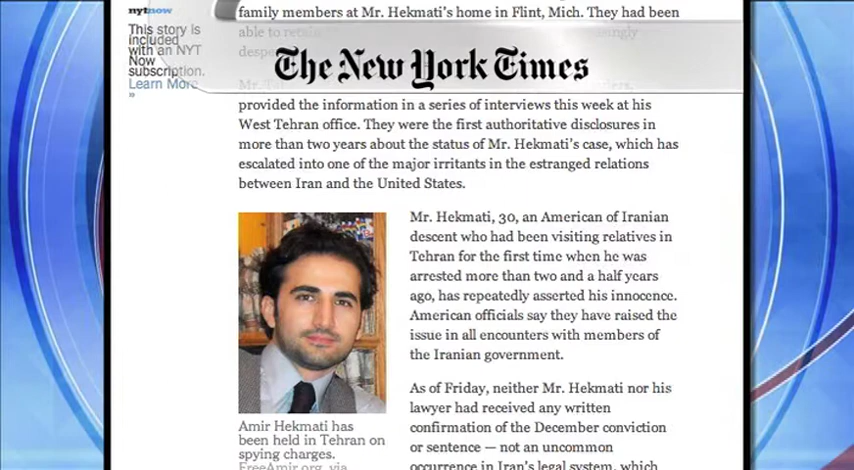 nytnow
This story is
included
with an NYT
Now
subscription.
Learn More
»
family members at Mr. Hekmati's home in Flint, Mich. They had been
able to
The New York Times
provided the information in a series of interviews this week at his
West Tehran office. They were the first authoritative disclosures in
more than two years about the status of Mr. Hekmati's case, which has
escalated into one of the major irritants in the estranged relations
between Iran and the United States.
Mr. Hekmati, 30, an American of Iranian
descent who had been visiting relatives in
Tehran for the first time when he was
arrested more than two and a half years
ago, has repeatedly asserted his innocence.
American officials say they have raised the
issue in all encounters with members of
the Iranian government.
As of Friday, neither Mr. Hekmati nor his
lawyer had received any written
confirmation of the December conviction
or sentence — not an uncommon
occurrence in Iran's legal system, which
Amir Hekmati has
been held in Tehran on
spying charges.
FreeAmir.org, via